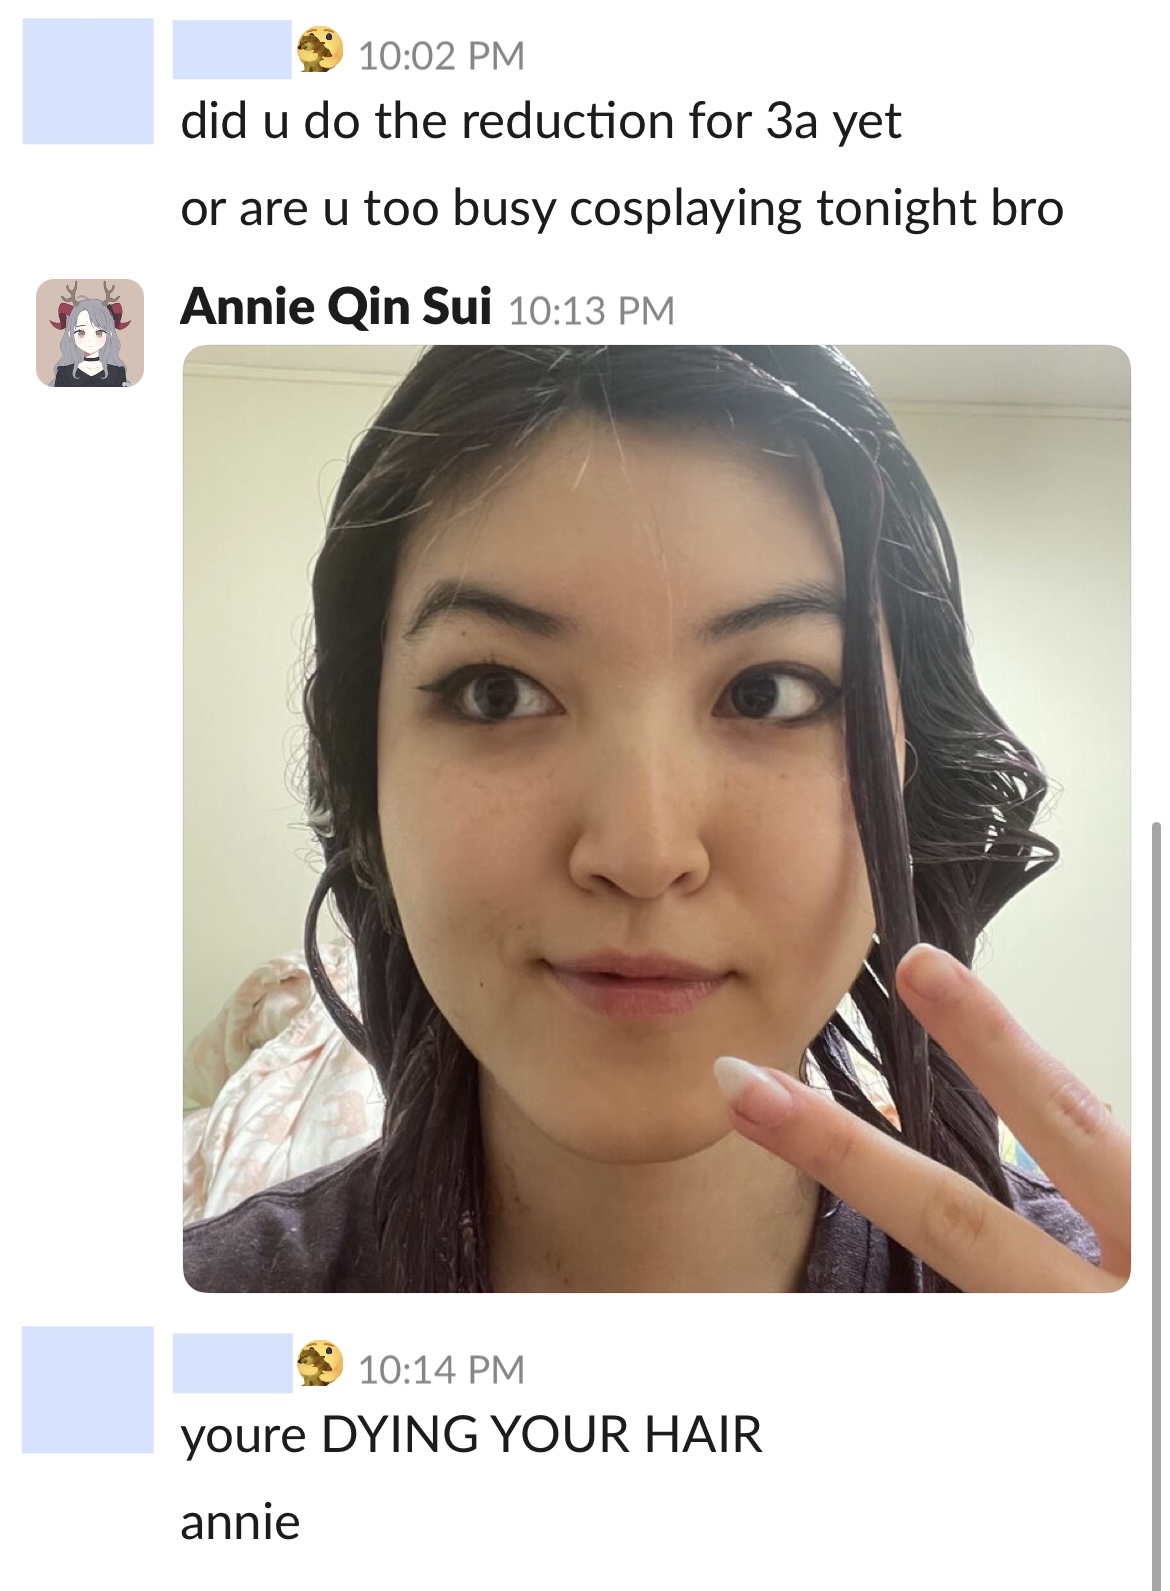 10:02 PM
did u do the reduction for 3a yet
or are u too busy cosplaying tonight bro
Annie Qin Sui 10:13 PM
10:14 PM
youre DYING YOUR HAIR
annie